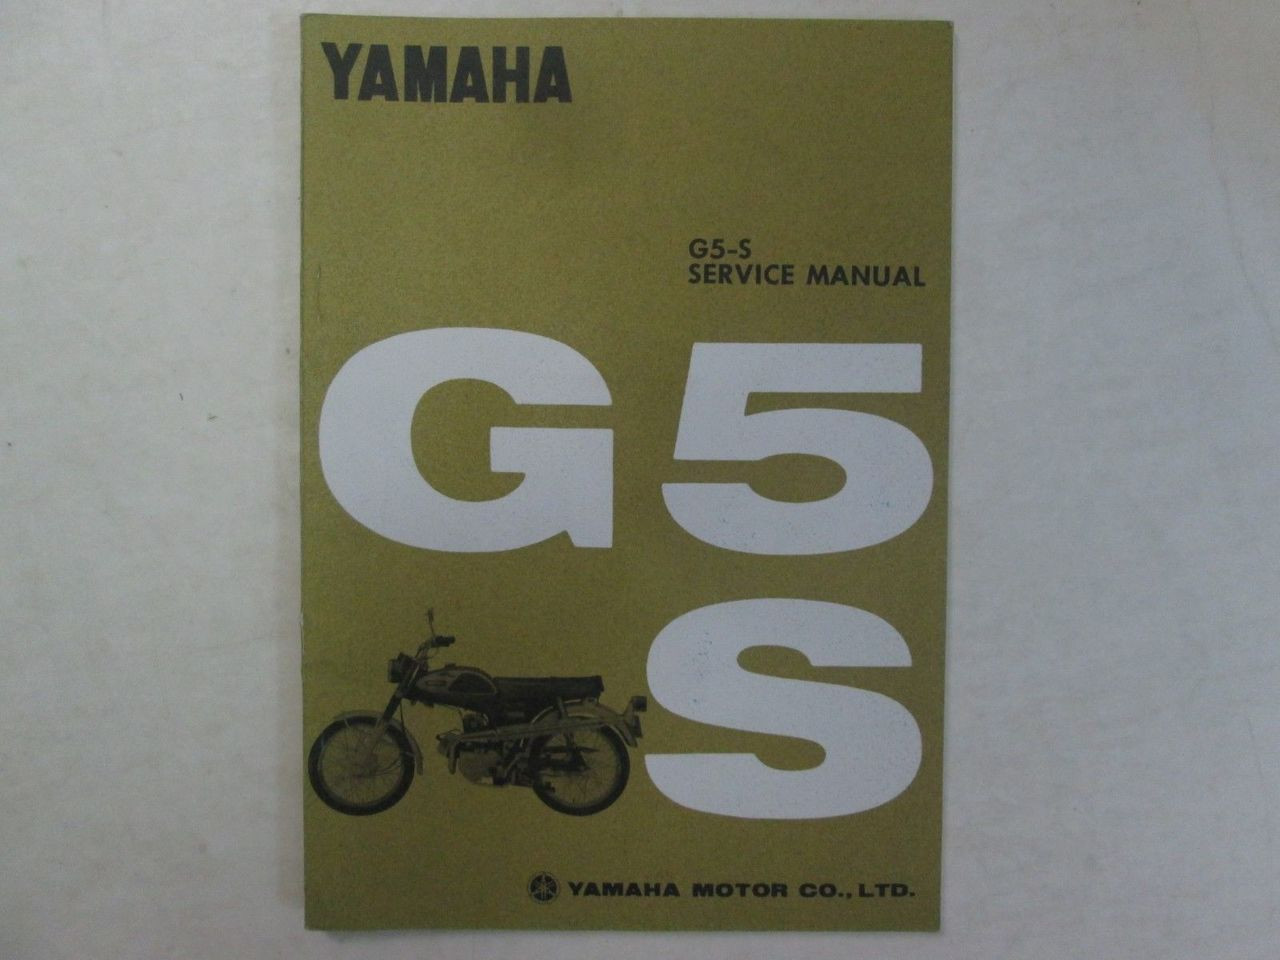 YAMAHA
G5-S
SERVICE MANUAL
G5
S
YAMAHA MOTOR CO., LTD.